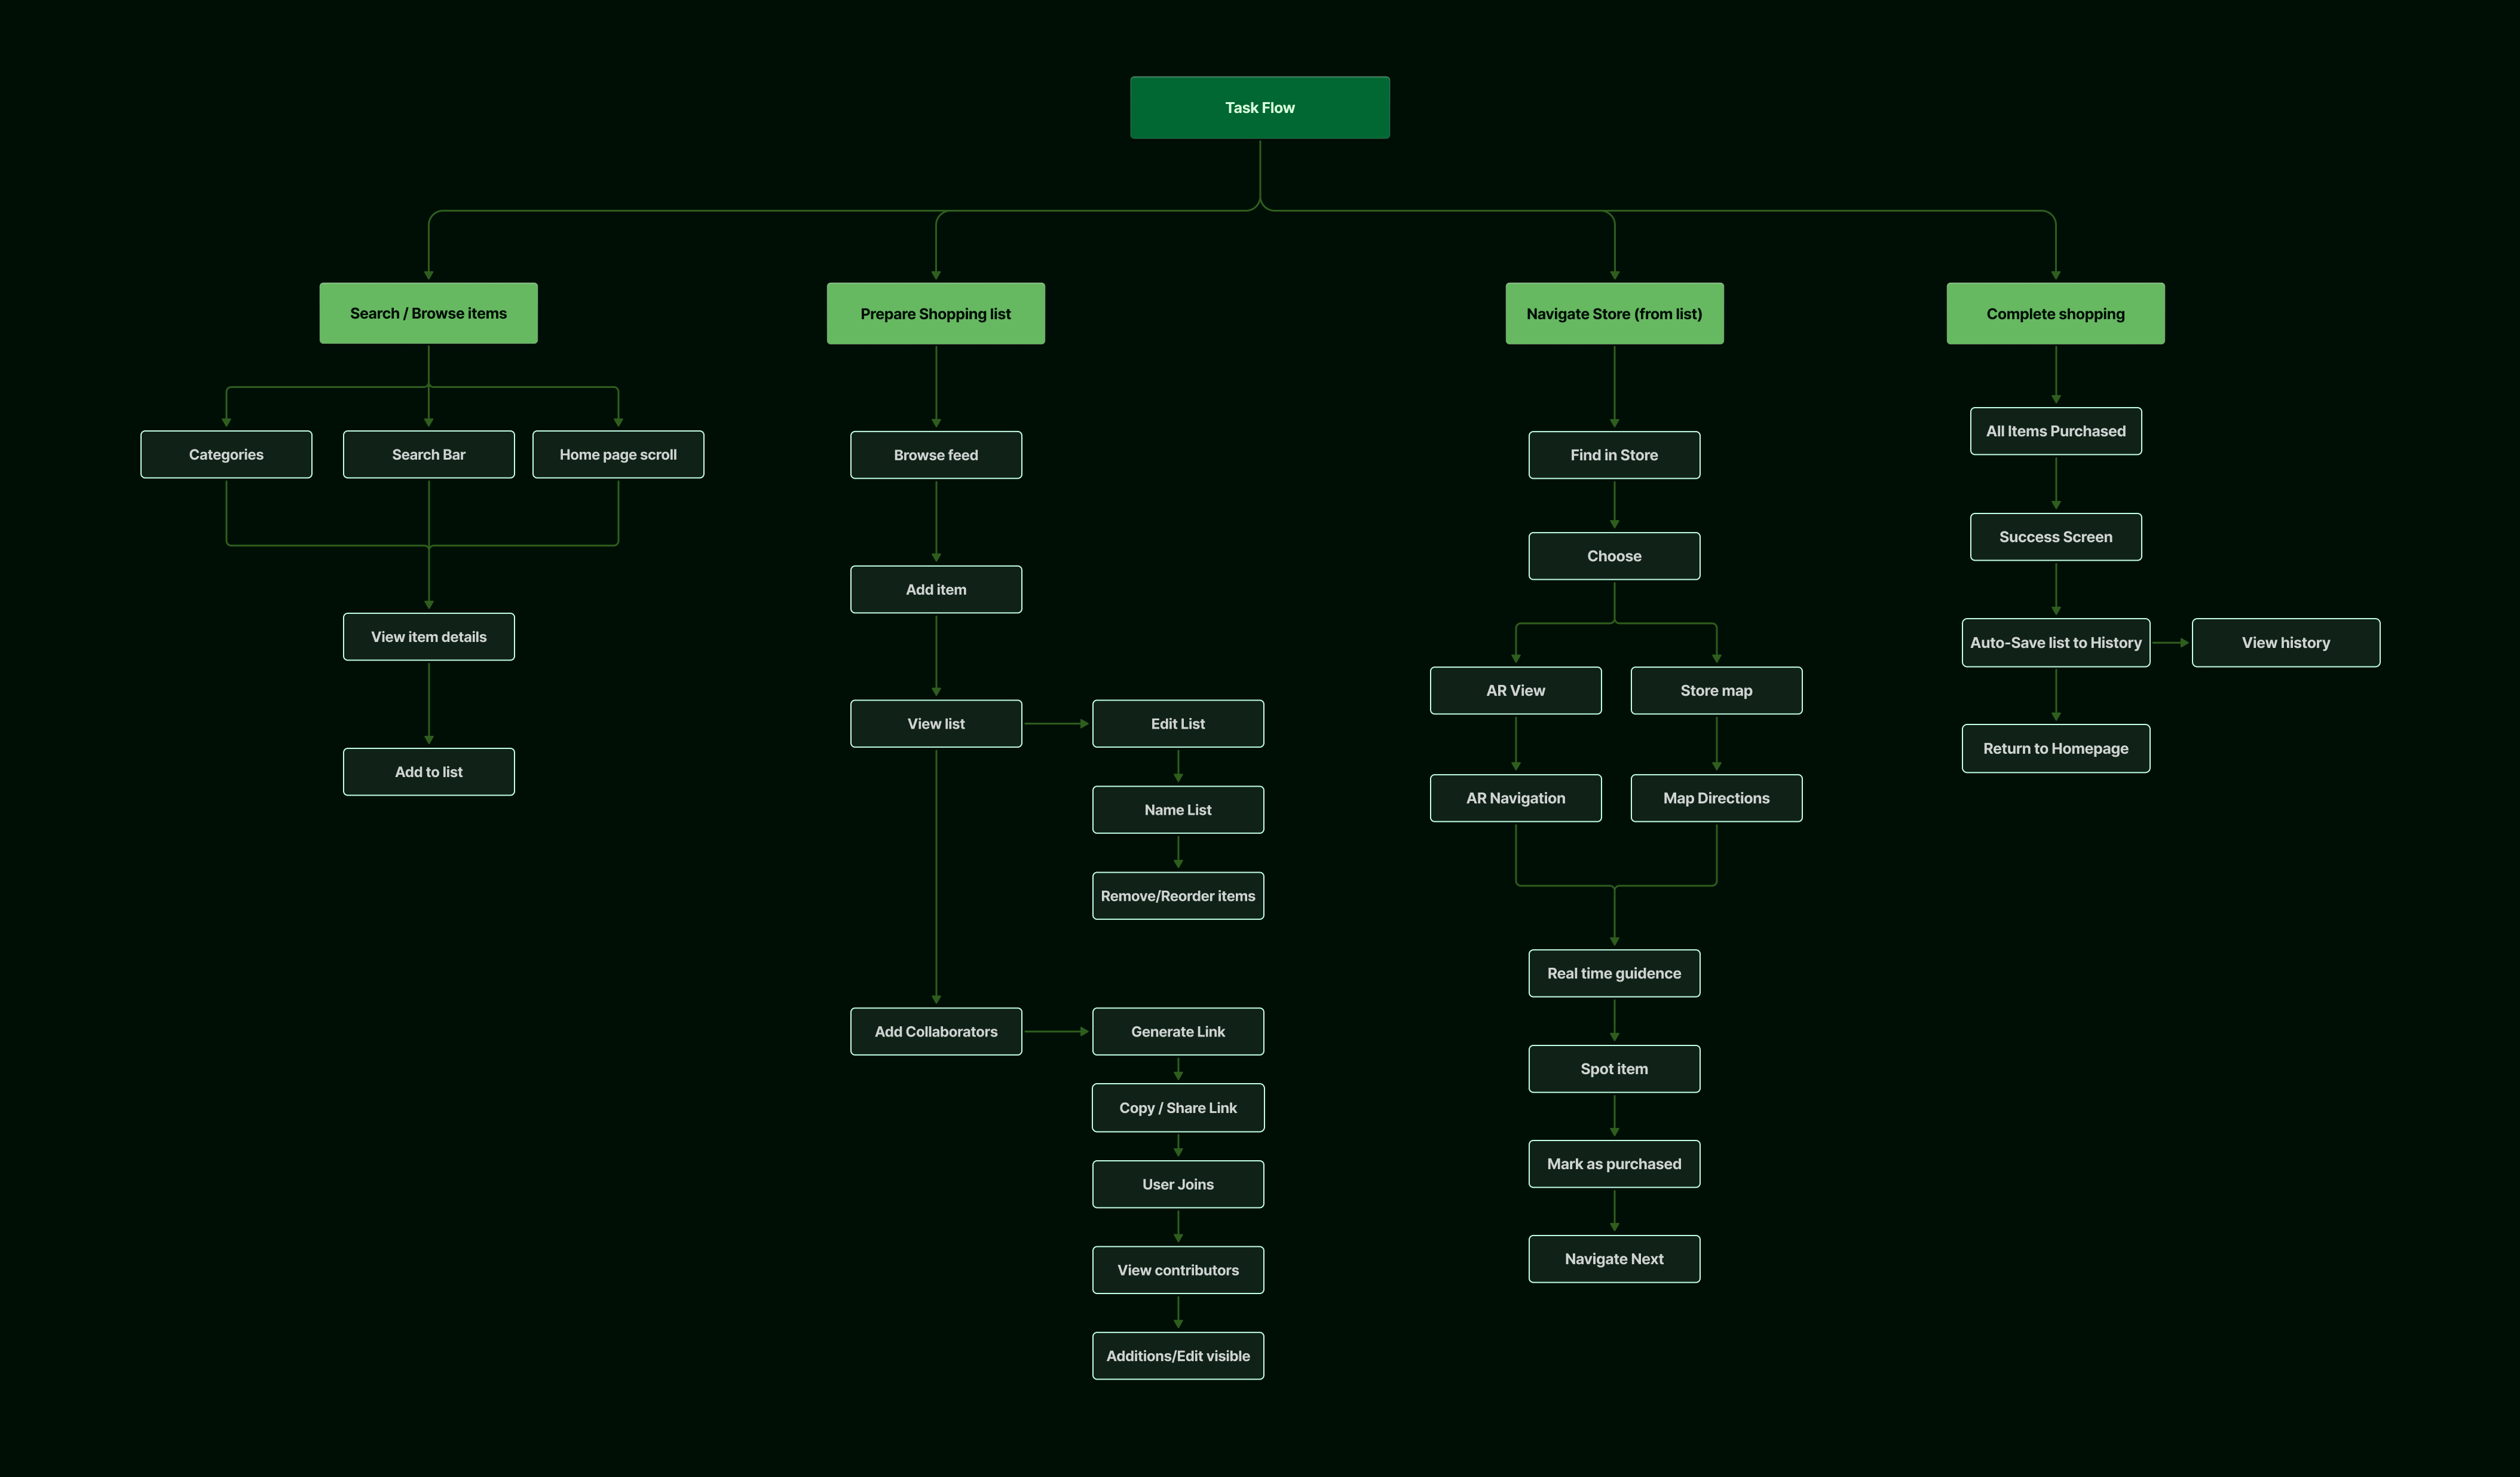 Task Flow
Search / Browse items
Categories
Search Bar
Home page scroll
View item details
Add to list
Prepare Shopping list
Browse feed
Add item
View list
Edit List
Name List
Remove/Reorder items
Add Collaborators
Generate Link
Copy / Share Link
User Joins
View contributors
Additions/Edit visible
Navigate Store (from list)
Find in Store
Choose
AR View
Store map
AR Navigation
Map Directions
Real time guidence
Spot item
Mark as purchased
Navigate Next
Complete shopping
All Items Purchased
Success Screen
Auto-Save list to History
View history
Return to Homepage